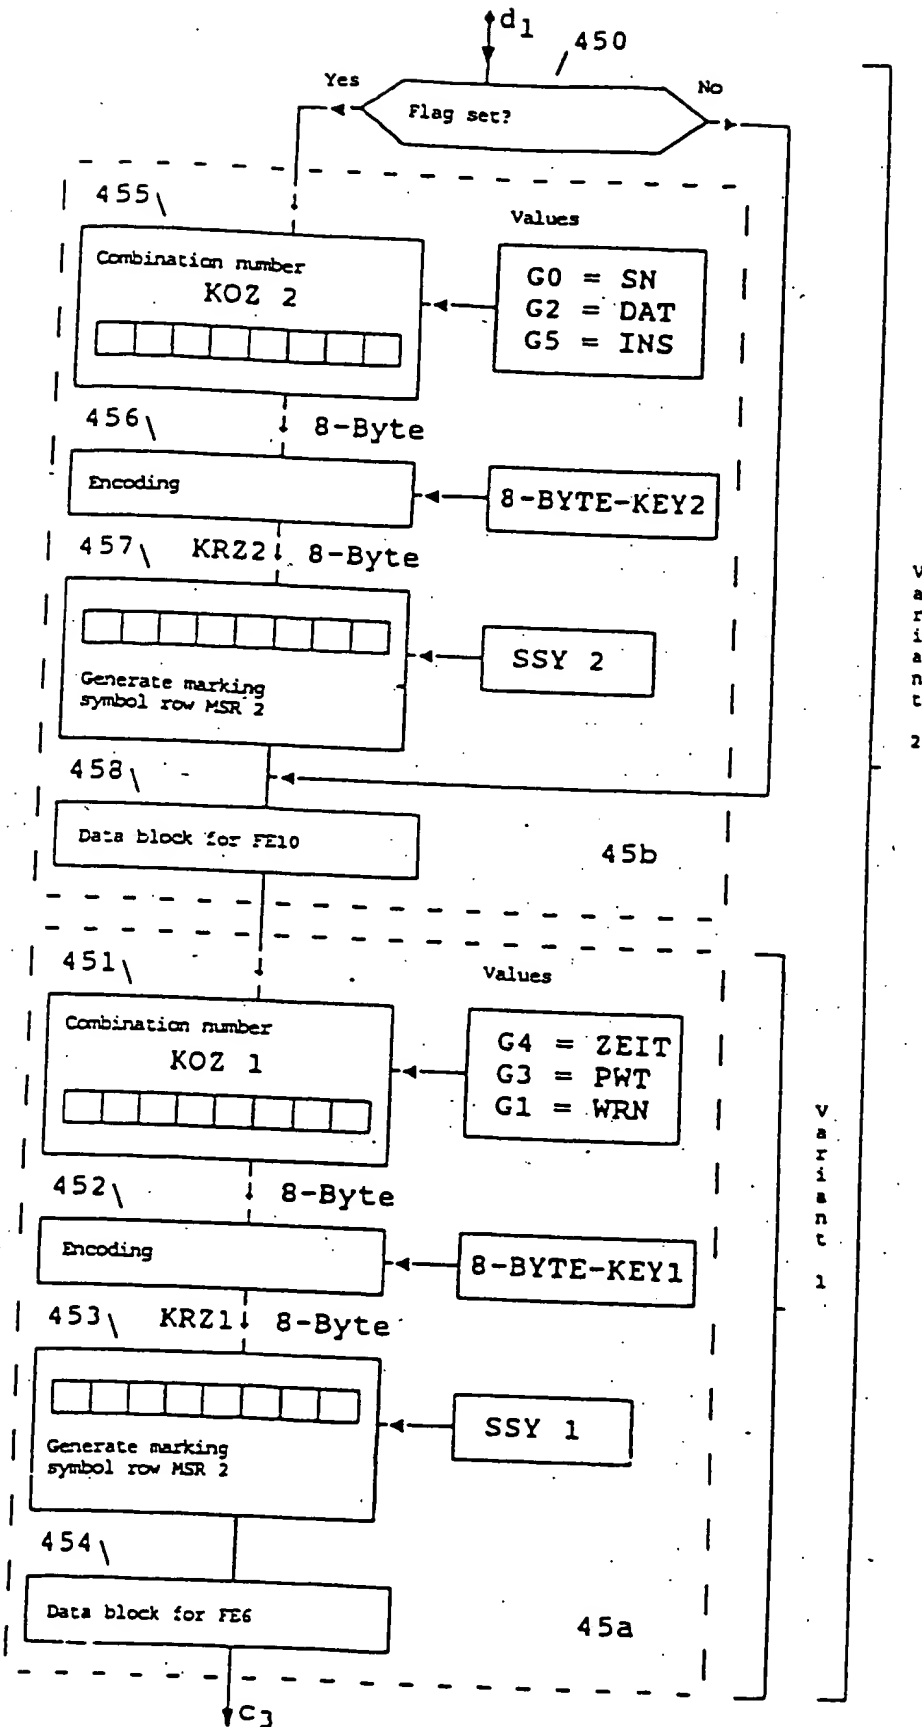 d1
450
Yes
No
Flag set?
455
Values
Combination number
KOZ 2
G0 = SN
G2 = DAT
G5 = INS
456
8-Byte
Encoding
8-BYTE-KEY2
457
KRZ2
8-Byte
SSY 2
Generate marking
symbol row MSR 2
458
Data block for FE10
45b
Variant 2
451
Values
Combination number
KOZ 1
G4 = ZEIT
G3 = PWT
G1 = WRN
452
8-Byte
Encoding
8-BYTE-KEY1
453
KRZ1
8-Byte
SSY 1
Generate marking
symbol row MSR 2
454
Data block for FE6
45a
Variant 1
c3